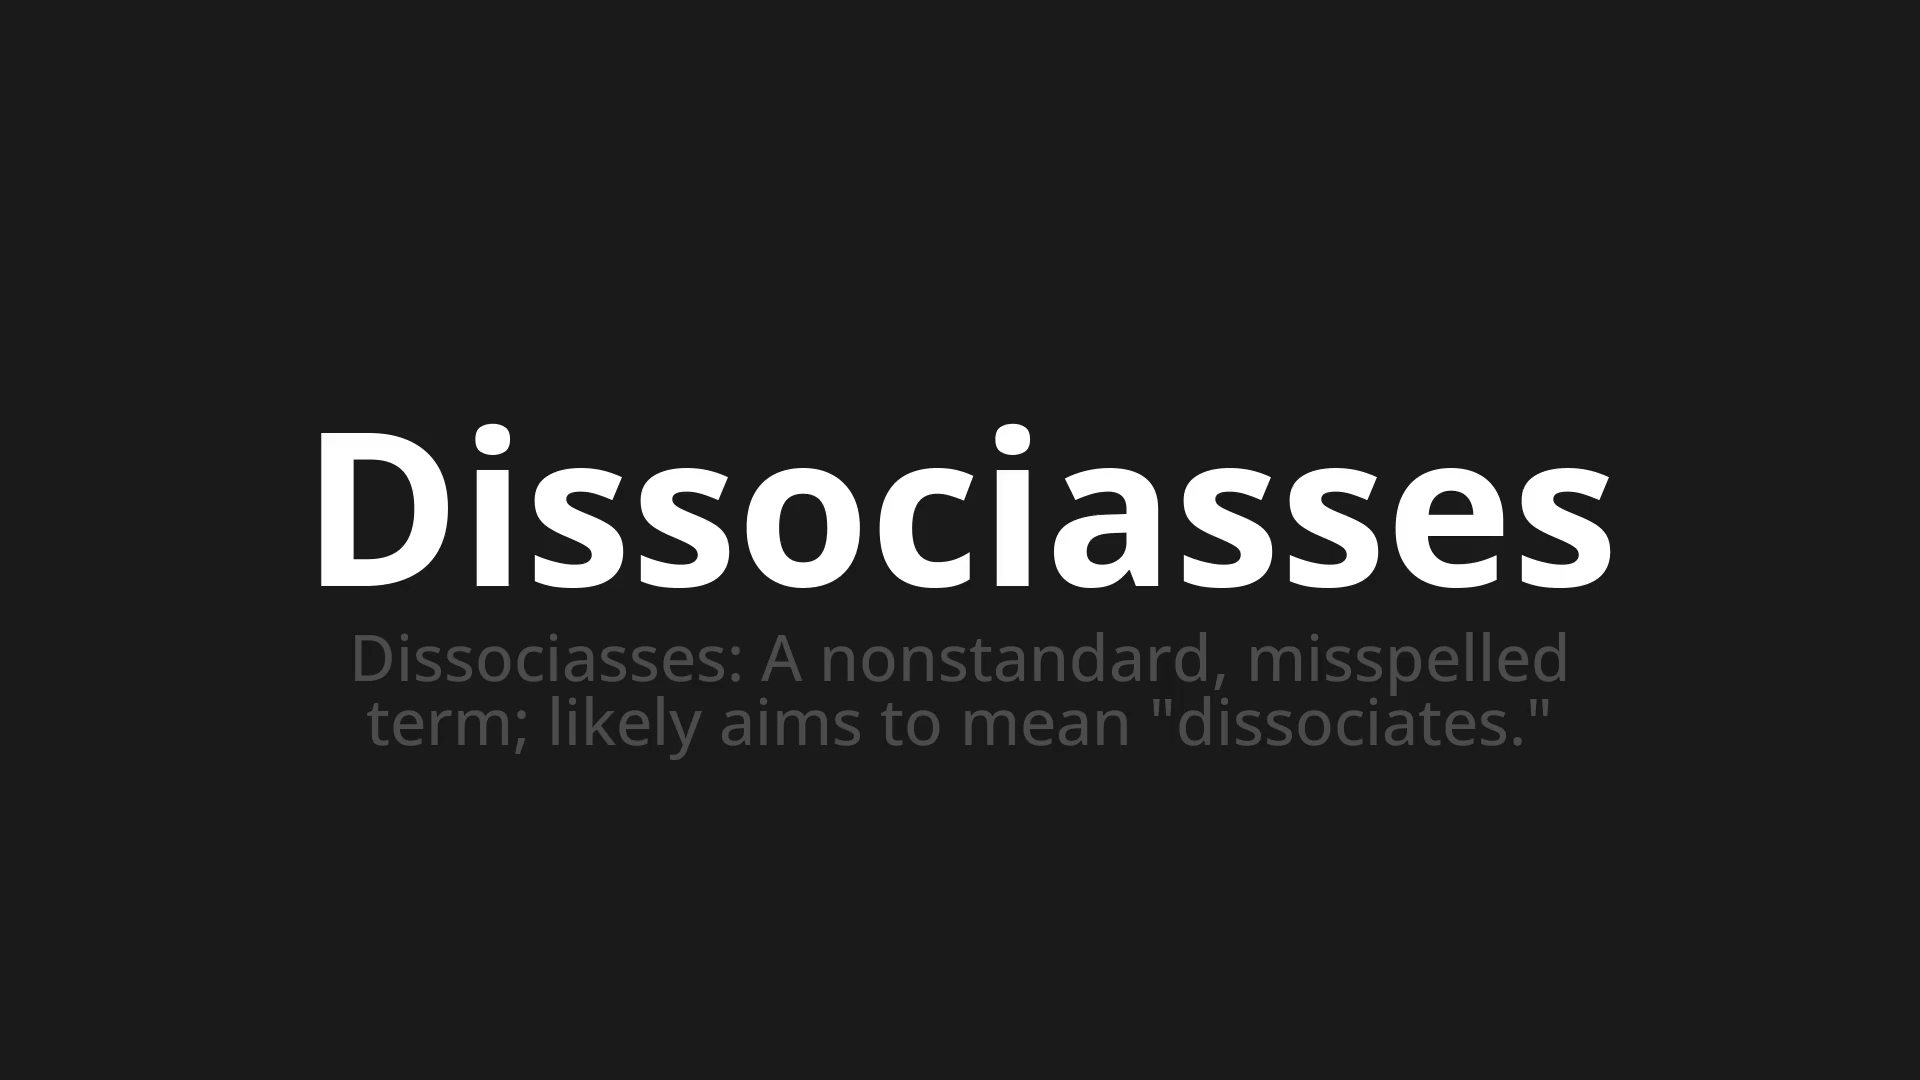 Dissociasses
Dissociasses: A nonstandard, misspelled
term; likely aims to mean "dissociates."